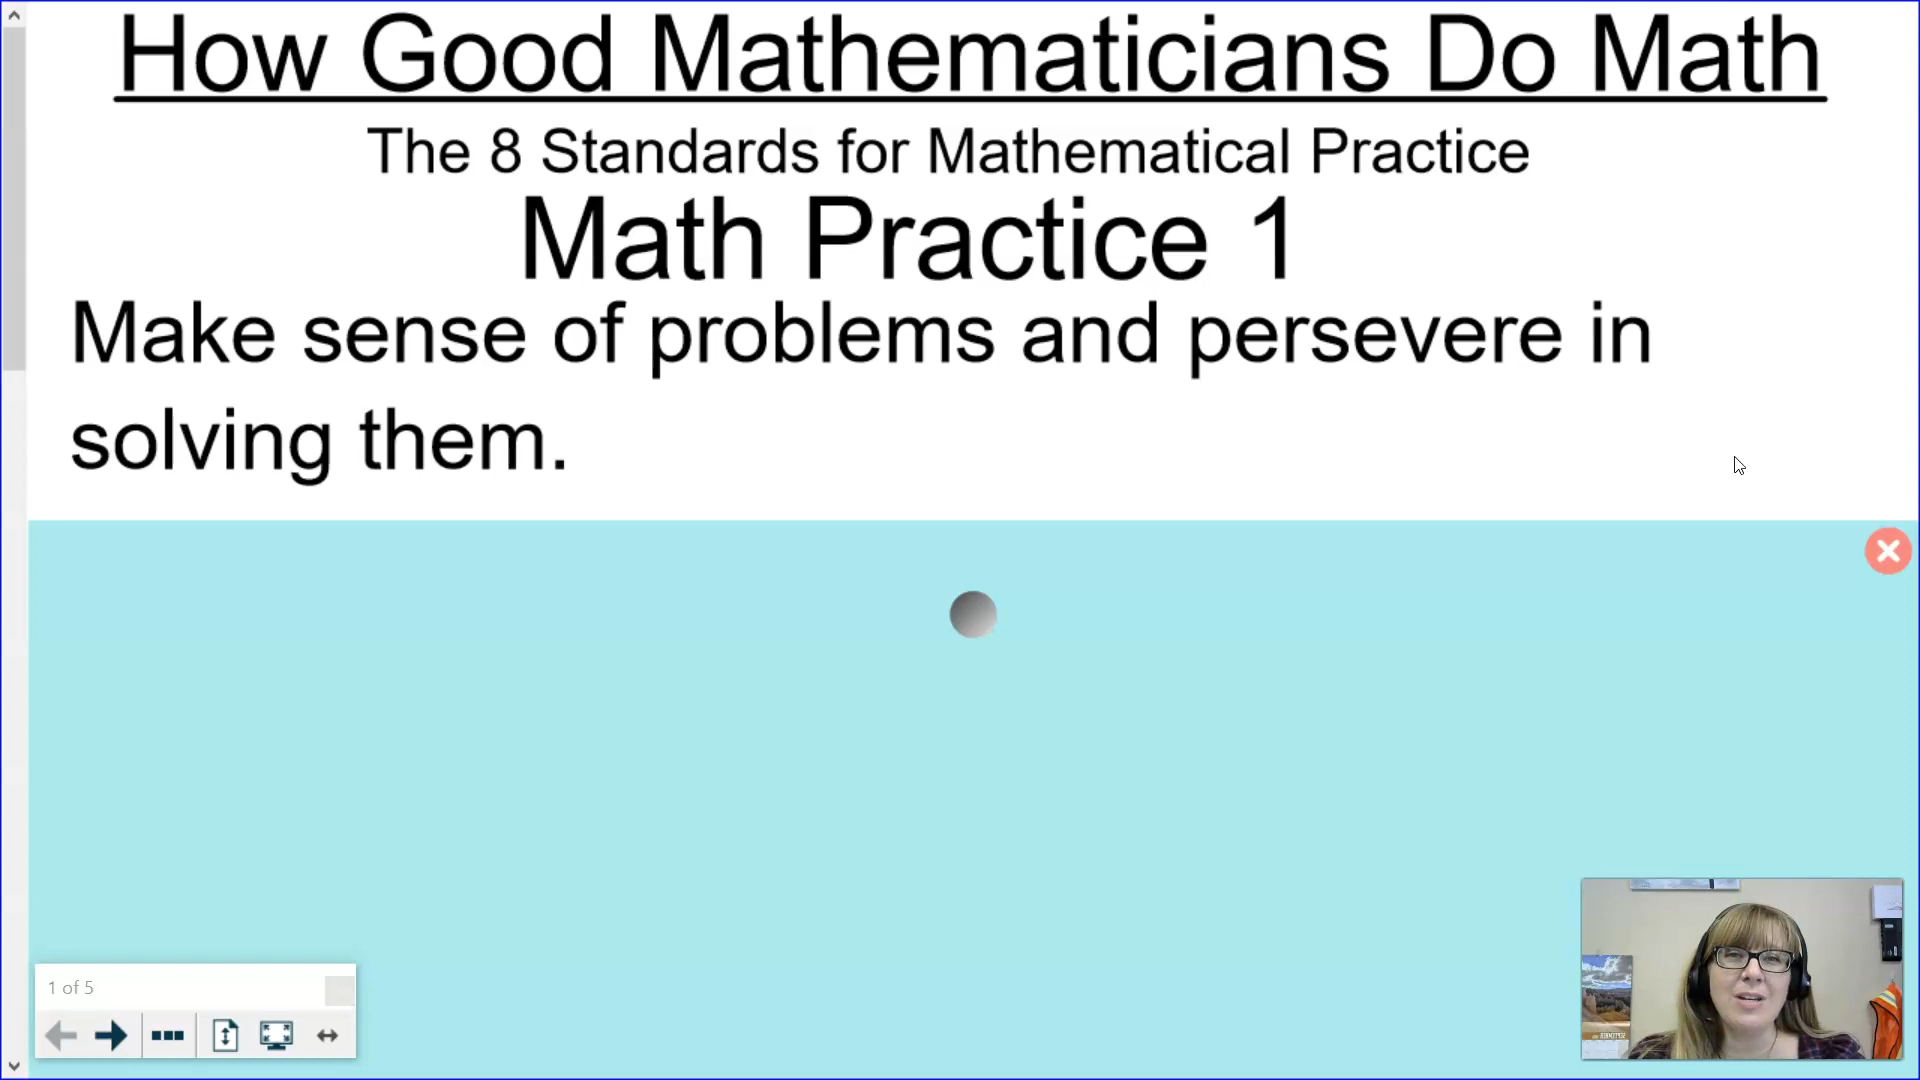 How Good Mathematicians Do Math
The 8 Standards for Mathematical Practice
Math Practice 1
Make sense of problems and persevere in
solving them.
1 of 5